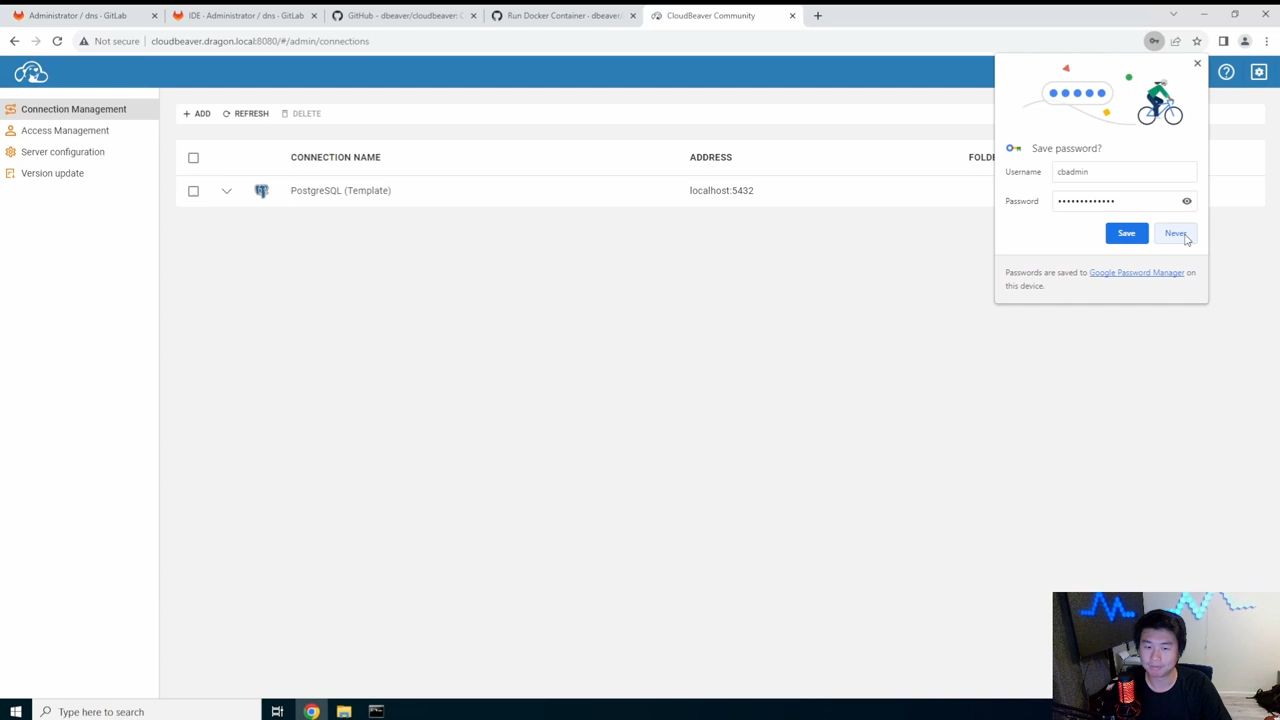 Administrator / dns · GitLab
IDE · Administrator / dns · GitLab
GitHub - dbeaver/cloudbeaver: C
Run Docker Container · dbeaver/
CloudBeaver Community
Not secure
cloudbeaver.dragon.local:8080/#/admin/connections
Connection Management
Access Management
Server configuration
Version update
ADD
REFRESH
DELETE
CONNECTION NAME
ADDRESS
FOLDE
PostgreSQL (Template)
localhost:5432
Save password?
Username
cbadmin
Password
Save
Never
Passwords are saved to Google Password Manager on
this device.
Type here to search